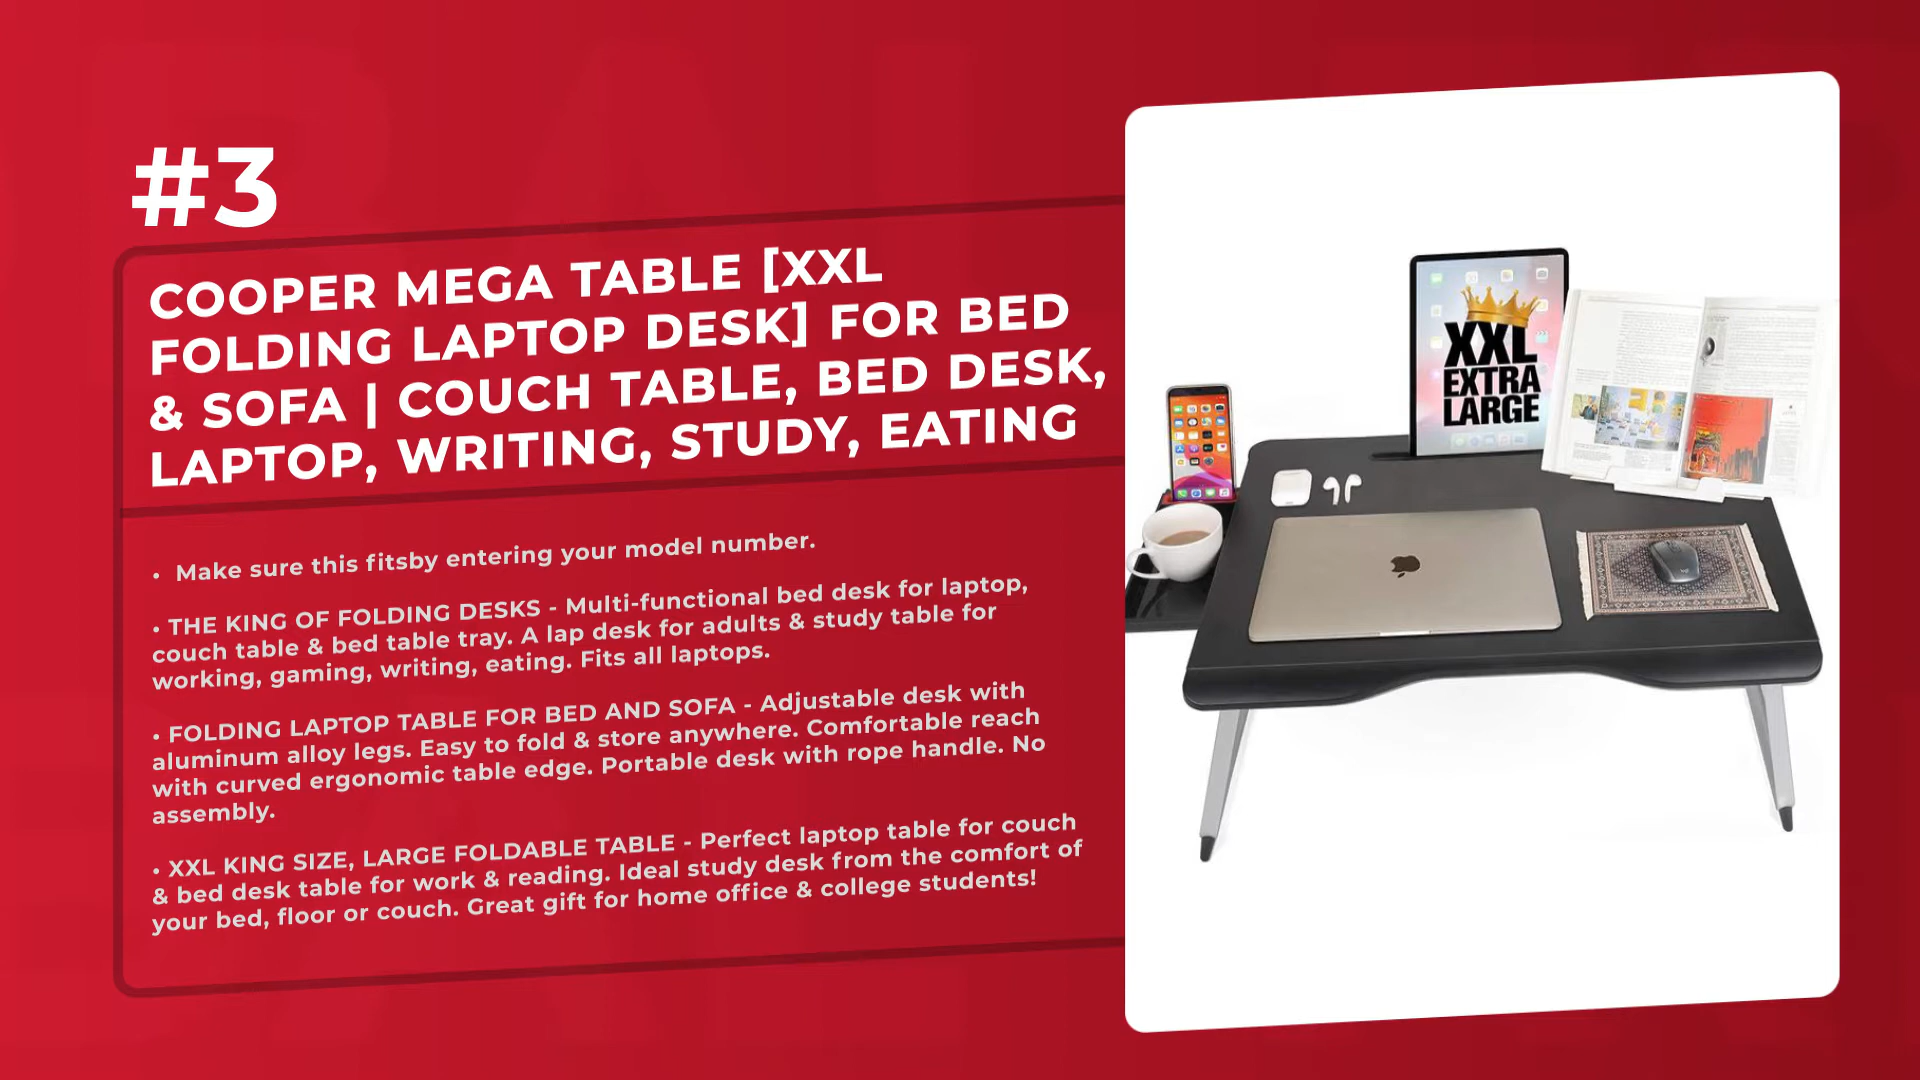 #3
COOPER MEGA TABLE [XXL
FOLDING LAPTOP DESK] FOR BED
& SOFA | COUCH TABLE, BED DESK,
LAPTOP, WRITING, STUDY, EATING
• Make sure this fitsby entering your model number.
• THE KING OF FOLDING DESKS - Multi-functional bed desk for laptop,
couch table & bed table tray. A lap desk for adults & study table for
working, gaming, writing, eating. Fits all laptops.
• FOLDING LAPTOP TABLE FOR BED AND SOFA - Adjustable desk with
aluminum alloy legs. Easy to fold & store anywhere. Comfortable reach
with curved ergonomic table edge. Portable desk with rope handle. No
assembly.
• XXL KING SIZE, LARGE FOLDABLE TABLE - Perfect laptop table for couch
& bed desk table for work & reading. Ideal study desk from the comfort of
your bed, floor or couch. Great gift for home office & college students!
XXL
EXTRA
LARGE